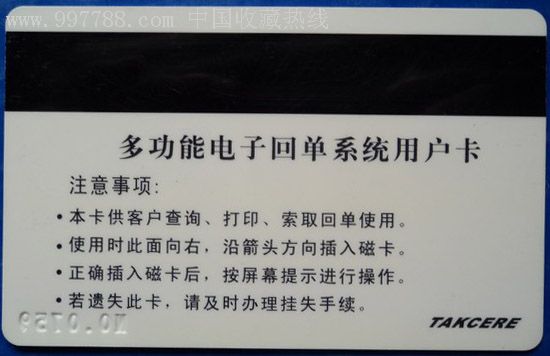 www.997788.com 中国收藏热线
多功能电子回单系统用户卡
注意事项:
•本卡供客户查询、打印、索取回单使用。
•使用时此面向右，沿箭头方向插入磁卡。
•正确插入磁卡后，按屏幕提示进行操作。
•若遗失此卡，请及时办理挂失手续。
NO.0759
TAKCERE